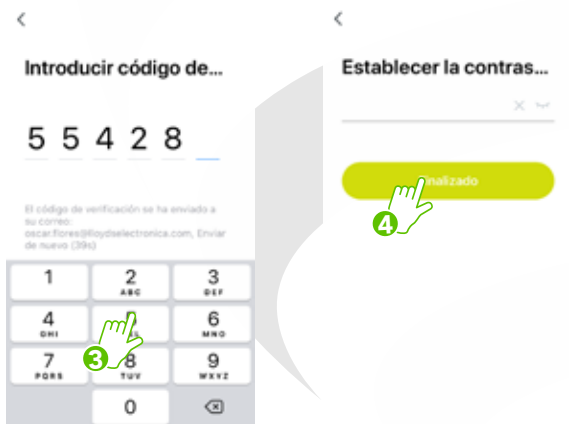 Introducir código de...
5 5 4 2 8
El código de verificación se ha enviado a
su correo:
oscar.flores@lloydselectronica.com, Enviar
de nuevo (39s)
1
2
ABC
3
DEF
4
GHI
5
6
MNO
7
PQRS
8
TUV
9
WXYZ
0
3
Establecer la contras...
Finalizado
4